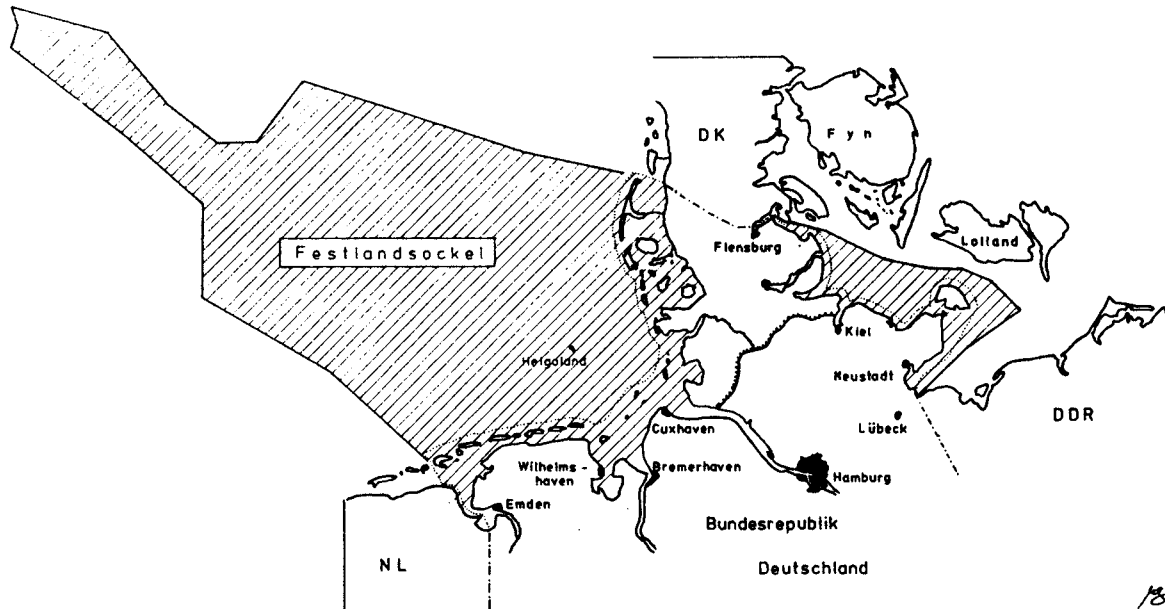 DK
Fyn
Festlandsockel
Flensburg
Lolland
Helgoland
Kiel
Neustadt
Lübeck
DDR
Cuxhaven
Wilhelms-
haven
Bremerhaven
Hamburg
Emden
Bundesrepublik
Deutschland
NL